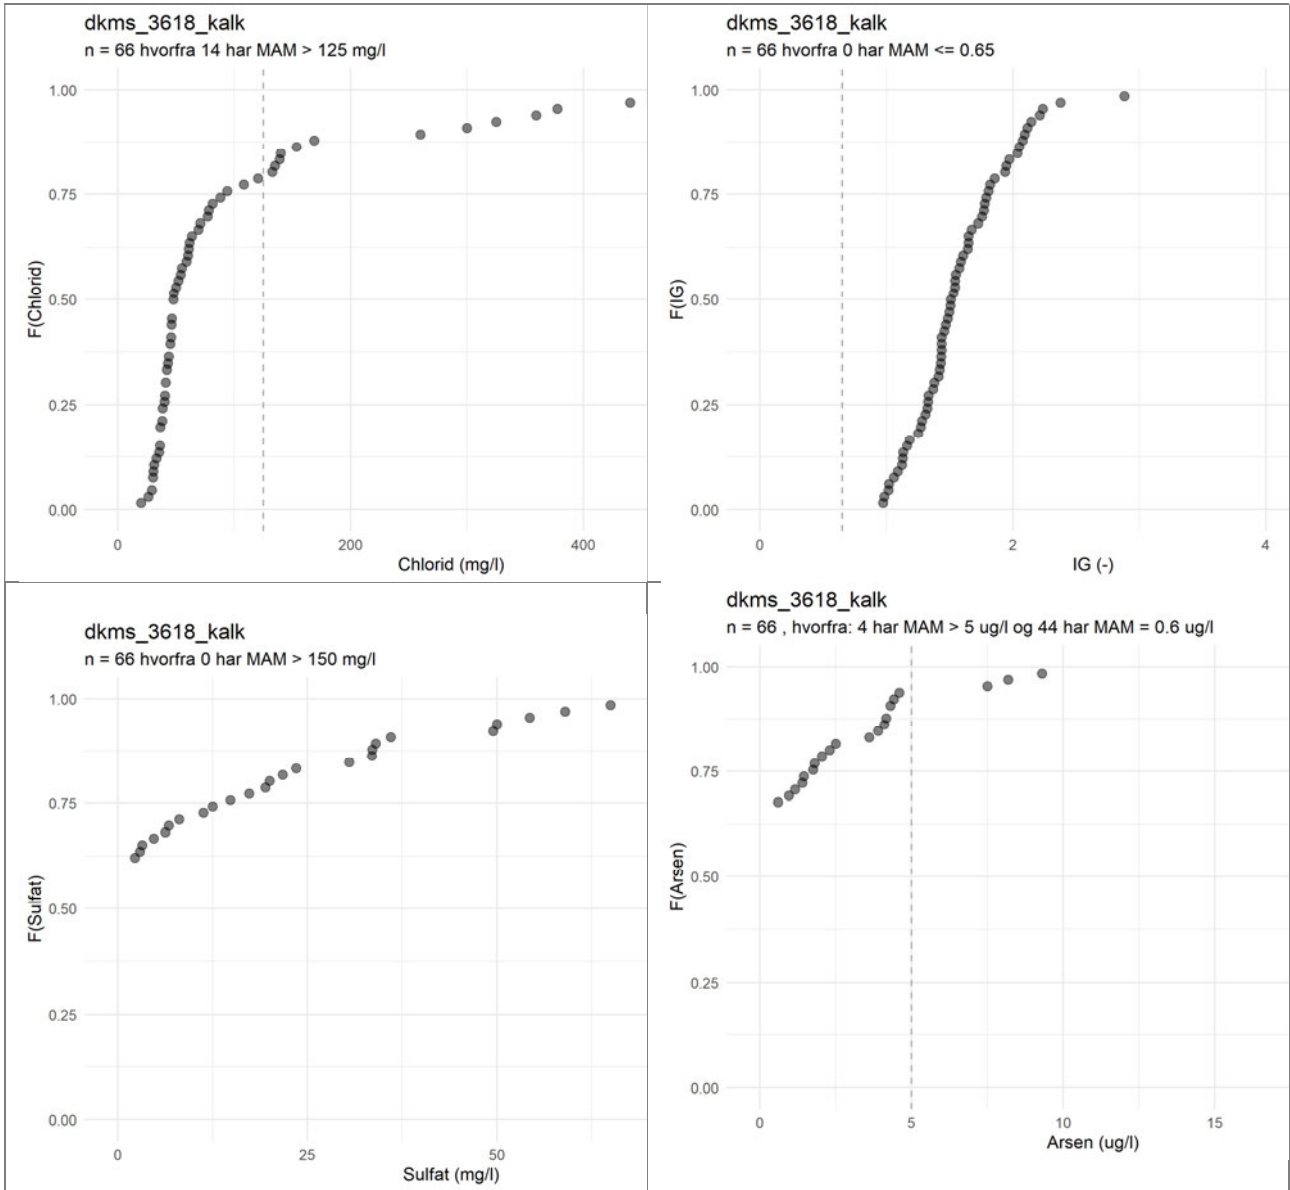 dkms_3618_kalk
n = 66 hvorfra 14 har MAM > 125 mg/l
1.00
0.75
0.50
0.25
0.00
F(Chlorid)
0 200 400
Chlorid (mg/l)
dkms_3618_kalk
n = 66 hvorfra 0 har MAM <= 0.65
1.00
0.75
0.50
0.25
0.00
F(IG)
0 2 4
IG (-)
dkms_3618_kalk
n = 66 hvorfra 0 har MAM > 150 mg/l
1.00
0.75
0.50
0.25
0.00
F(Sulfat)
0 25 50
Sulfat (mg/l)
dkms_3618_kalk
n = 66 , hvorfra: 4 har MAM > 5 ug/l og 44 har MAM = 0.6 ug/l
1.00
0.75
0.50
0.25
0.00
F(Arsen)
0 5 10 15
Arsen (ug/l)